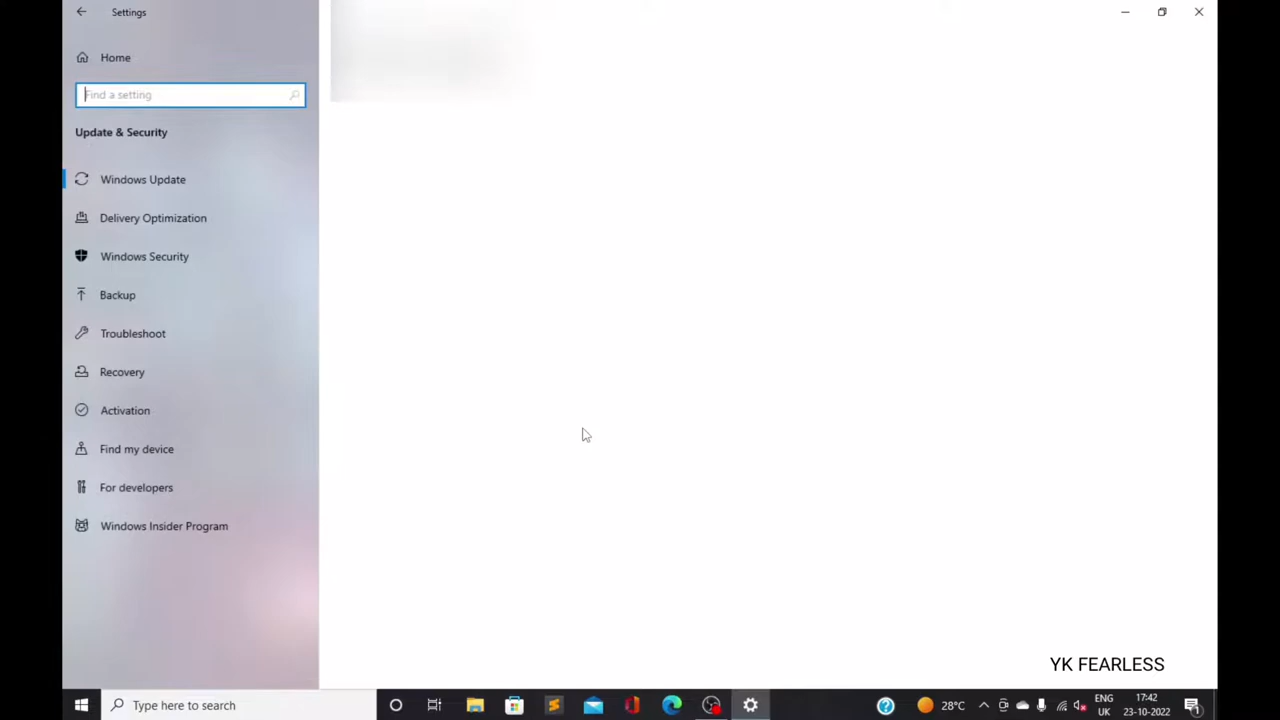 Settings
Home
Find a setting
Update & Security
Windows Update
Delivery Optimization
Windows Security
Backup
Troubleshoot
Recovery
Activation
Find my device
For developers
Windows Insider Program
YK FEARLESS
Type here to search
28°C
ENG
UK
17:42
23-10-2022
1